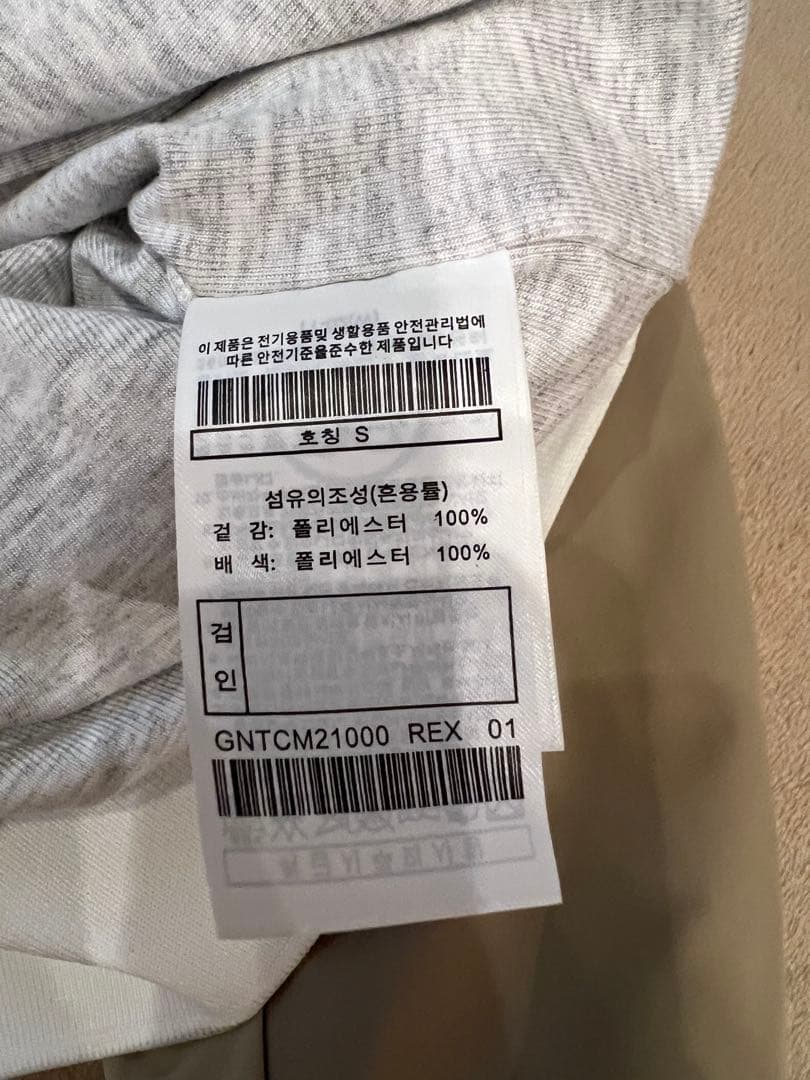 이 제품은 전기용품및 생활용품 안전관리법에
따른 안전기준율준수한 제품입니다
호칭 S
섬유의조성(흔용률)
겉 감: 폴리에스터 100%
배 색: 폴리에스터 100%
검
인
GNTCM21000 REX 01